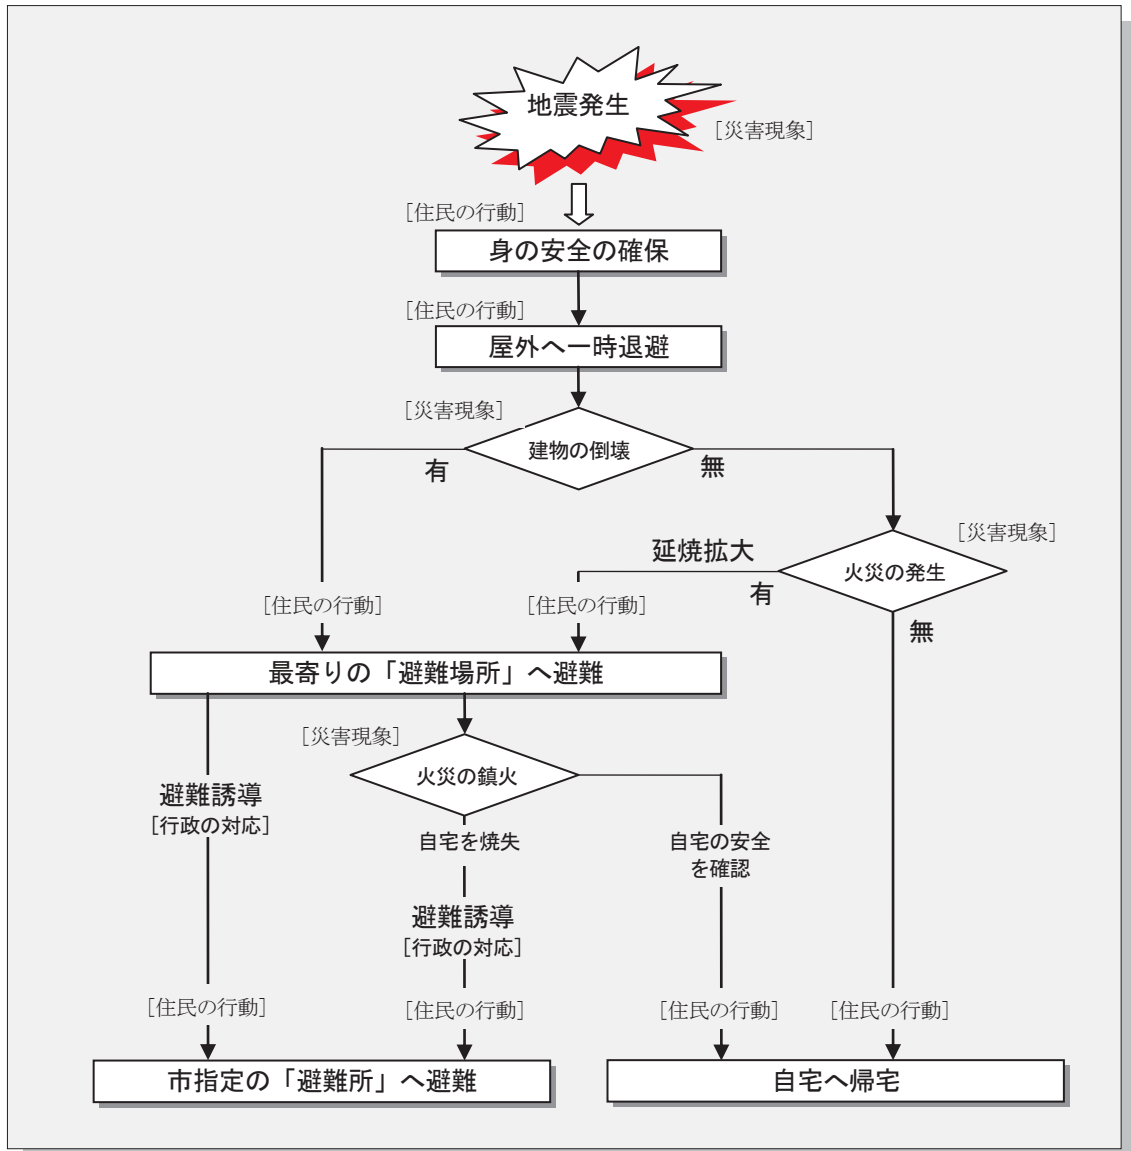 地震発生
[災害現象]
[住民の行動]
身の安全の確保
[住民の行動]
屋外へ一時退避
[災害現象]
建物の倒壊
有
無
[災害現象]
延焼拡大
火災の発生
有
無
[住民の行動]
[住民の行動]
最寄りの「避難場所」へ避難
[災害現象]
火災の鎮火
避難誘導
[行政の対応]
自宅を焼失
自宅の安全
を確認
避難誘導
[行政の対応]
[住民の行動]
[住民の行動]
[住民の行動]
[住民の行動]
市指定の「避難所」へ避難
自宅へ帰宅